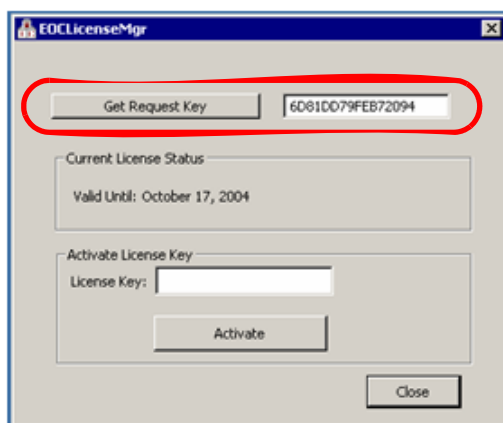 EOCLicenseMgr
Get Request Key 6D81DD79FEB72094
Current License Status
Valid Until: October 17, 2004
Activate License Key
License Key:
Activate
Close